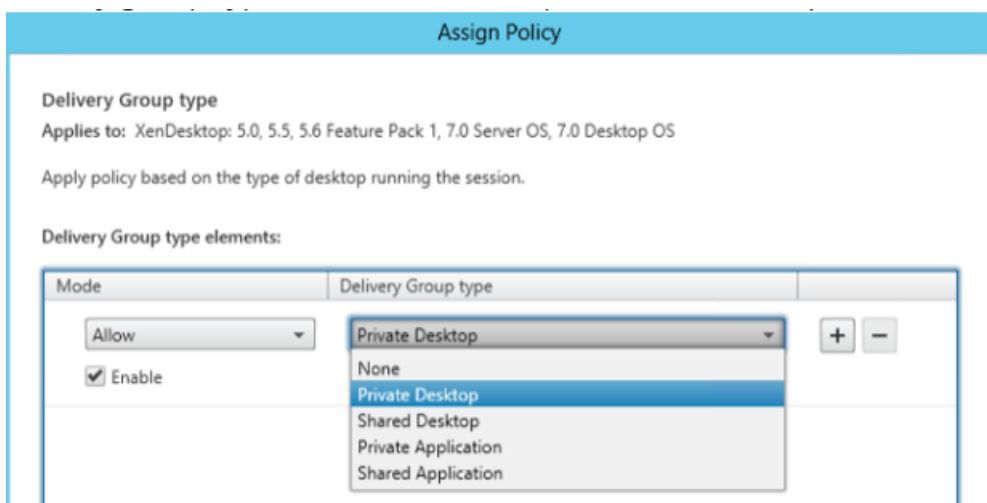 Assign Policy
Delivery Group type
Applies to: XenDesktop: 5.0, 5.5, 5.6 Feature Pack 1, 7.0 Server OS, 7.0 Desktop OS
Apply policy based on the type of desktop running the session.
Delivery Group type elements:
Mode Delivery Group type
Allow Private Desktop + −
Enable
None
Private Desktop
Shared Desktop
Private Application
Shared Application